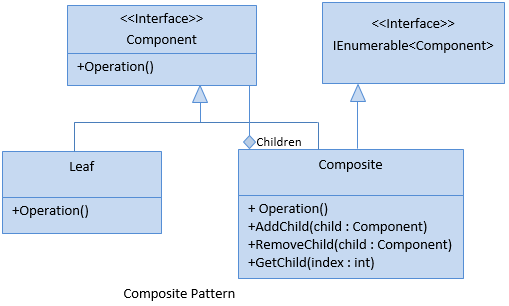 <<Interface>>
Component
+Operation()
<<Interface>>
IEnumerable<Component>
Children
Leaf
+Operation()
Composite
+ Operation()
+AddChild(child : Component)
+RemoveChild(child : Component)
+GetChild(index : int)
Composite Pattern